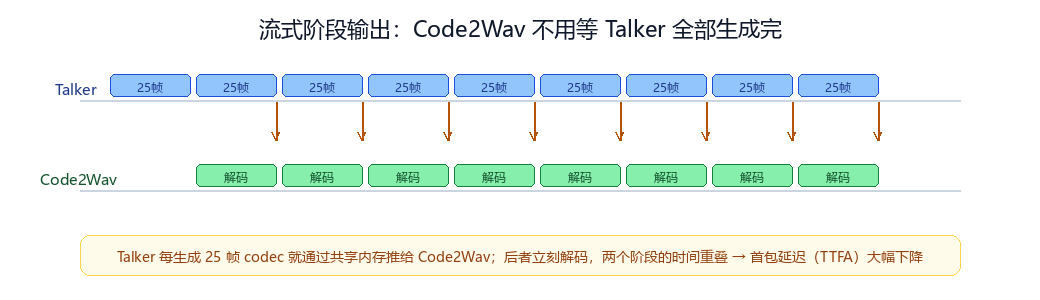 流式阶段输出：Code2Wav 不用等 Talker 全部生成完
Talker
25帧 25帧 25帧 25帧 25帧 25帧 25帧 25帧 25帧
Code2Wav
解码 解码 解码 解码 解码 解码 解码 解码
Talker 每生成 25 帧 codec 就通过共享内存推给 Code2Wav；后者立刻解码，两个阶段的时间重叠 → 首包延迟（TTFA）大幅下降